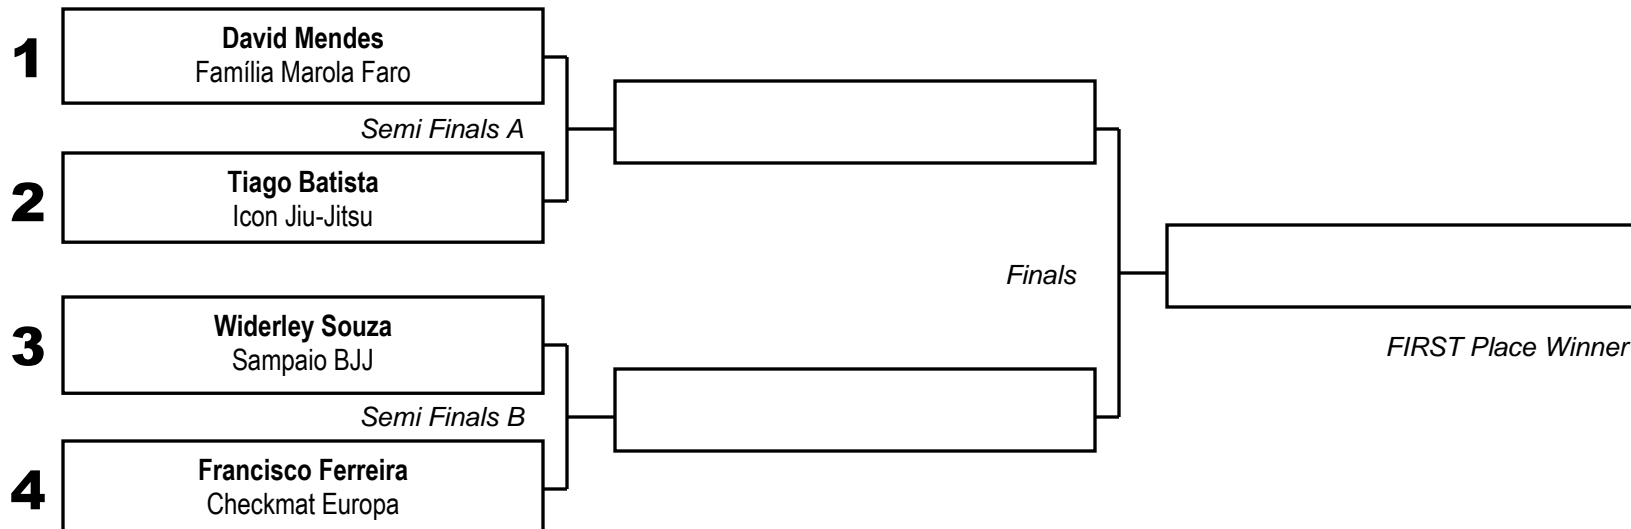 1
David Mendes
Família Marola Faro
Semi Finals A
2
Tiago Batista
Icon Jiu-Jitsu
3
Widerley Souza
Sampaio BJJ
Semi Finals B
4
Francisco Ferreira
Checkmat Europa
Finals
FIRST Place Winner